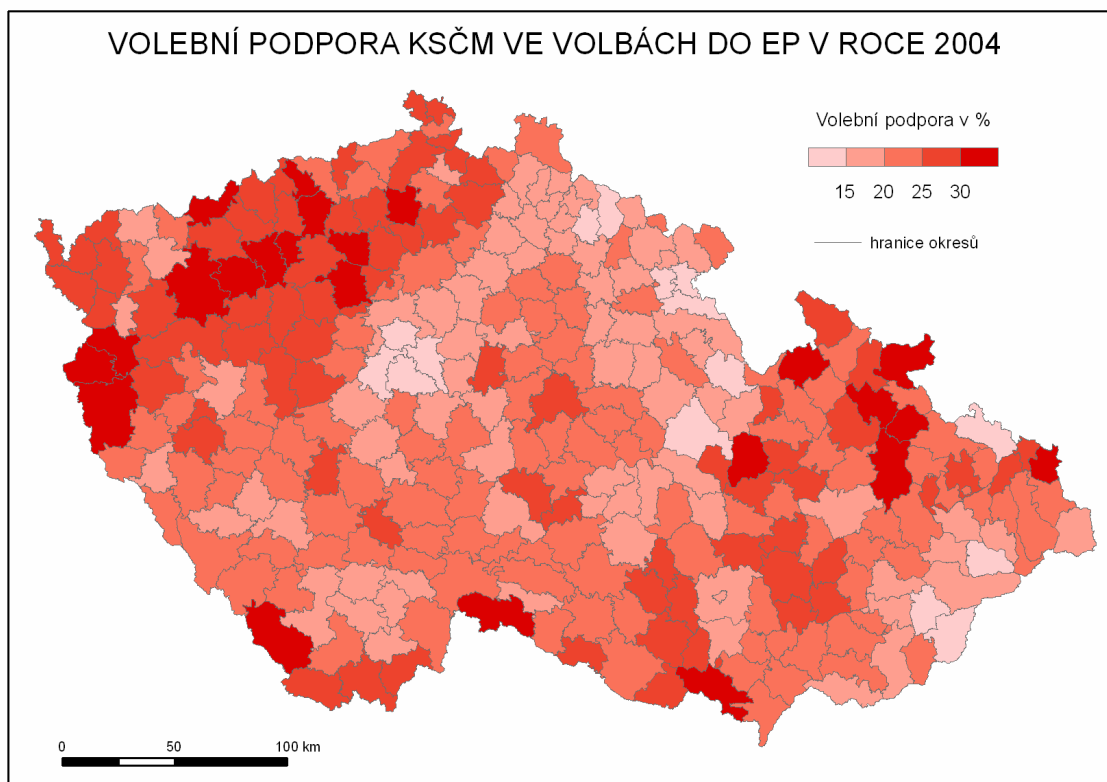 VOLEBNÍ PODPORA KSČM VE VOLBÁCH DO EP V ROCE 2004
Volební podpora v %
15 20 25 30
hranice okresů
0 50 100 km